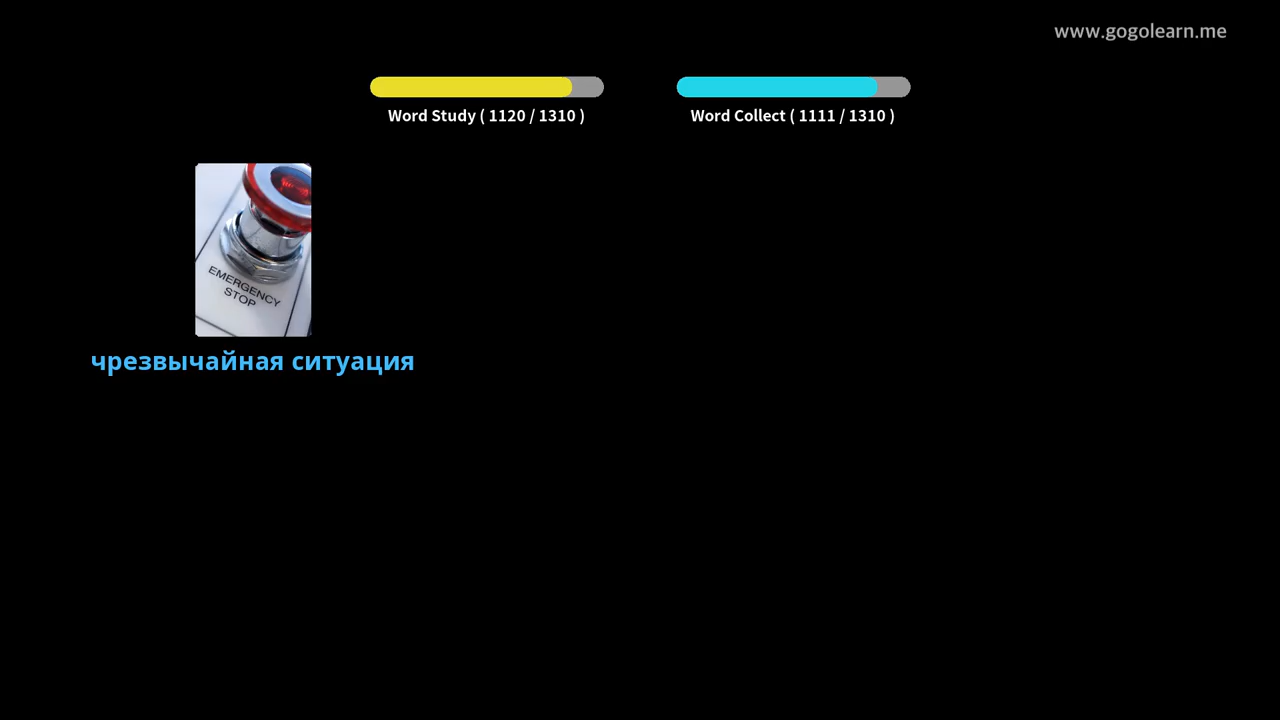 www.gogolearn.me
Word Study ( 1120 / 1310 )
Word Collect ( 1111 / 1310 )
EMERGENCY
STOP
чрезвычайная ситуация